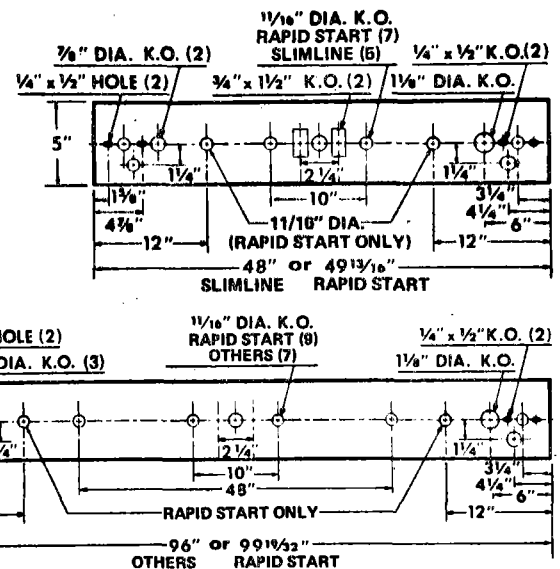 11/16" DIA. K.O.
RAPID START (7)
SLIMLINE (5)
7/8" DIA. K.O. (2)
1/4" x 1/2" K.O.(2)
1/4" x 1/2" HOLE (2)
3/4" x 1 1/2" K.O. (2)
1 1/8" DIA. K.O.
5"
1 1/4"
2 1/4"
1 1/4"
1 5/8"
10"
3 1/4"
4 7/8"
11/16" DIA.
4 1/4"
12"
(RAPID START ONLY)
12"
6"
48" or 49 13/16"
SLIMLINE RAPID START
11/16" DIA. K.O.
HOLE (2)
RAPID START (9)
1/4" x 1/2" K.O. (2)
DIA. K.O. (3)
OTHERS (7)
1 1/8" DIA. K.O.
1/4"
2 1/4"
1 1/4"
10"
3 1/4"
48"
4 1/4"
6"
RAPID START ONLY
12"
96" or 99 19/32"
OTHERS RAPID START